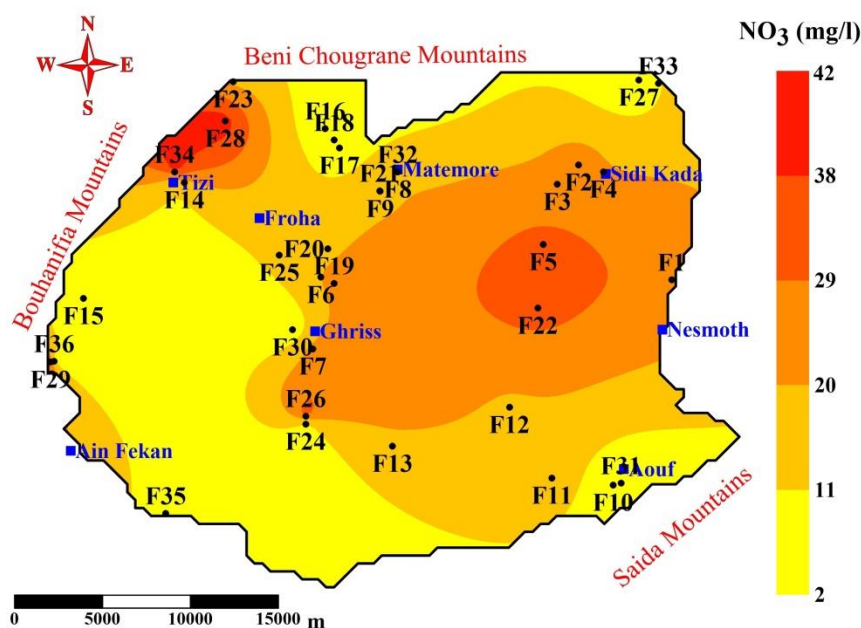 NO3 (mg/l)
Beni Chougrane Mountains
N
W E
S
F33
42
F23
F27
F16
F28
F18
F17
F34
F32
Matemore
38
Tizi
F21
F2
Sidi Kada
F14
F8
F3
F4
F9
Froha
Bouhanifia Mountains
F20
F5
F25
F19
F1
29
F6
F15
F22
Ghriss
Nesmoth
F36
F30
F7
F29
20
F26
F12
F24
Ain Fekan
F13
F31
Aouf
11
F11
F10
F35
Saida Mountains
2
0 5000 10000 15000 m